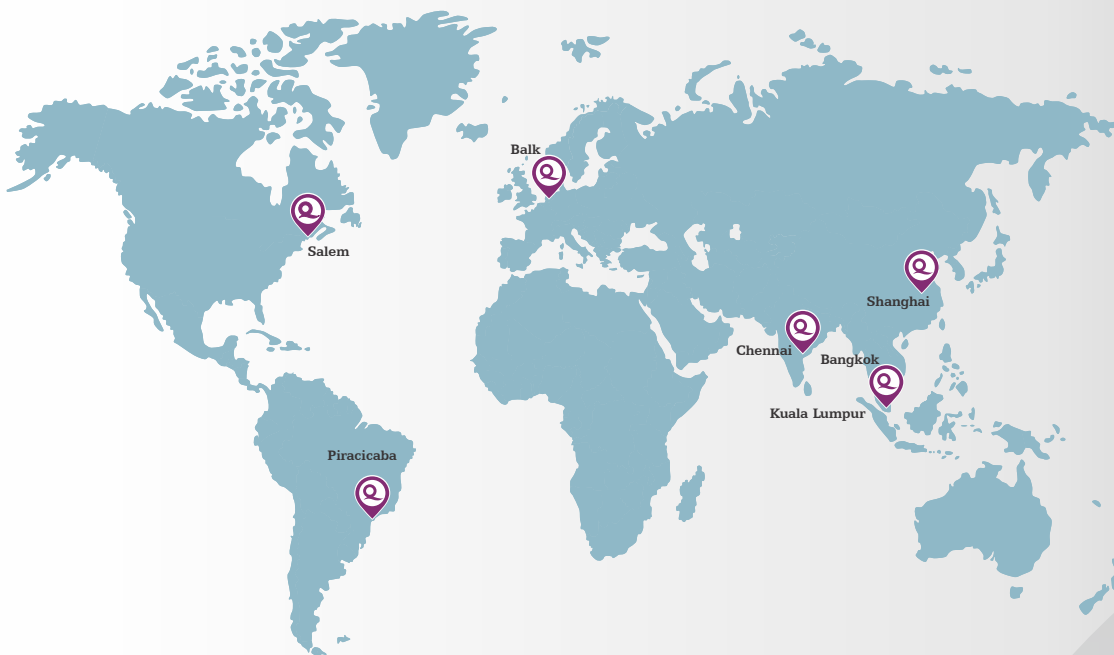 Balk
Salem
Shanghai
Chennai
Bangkok
Kuala Lumpur
Piracicaba